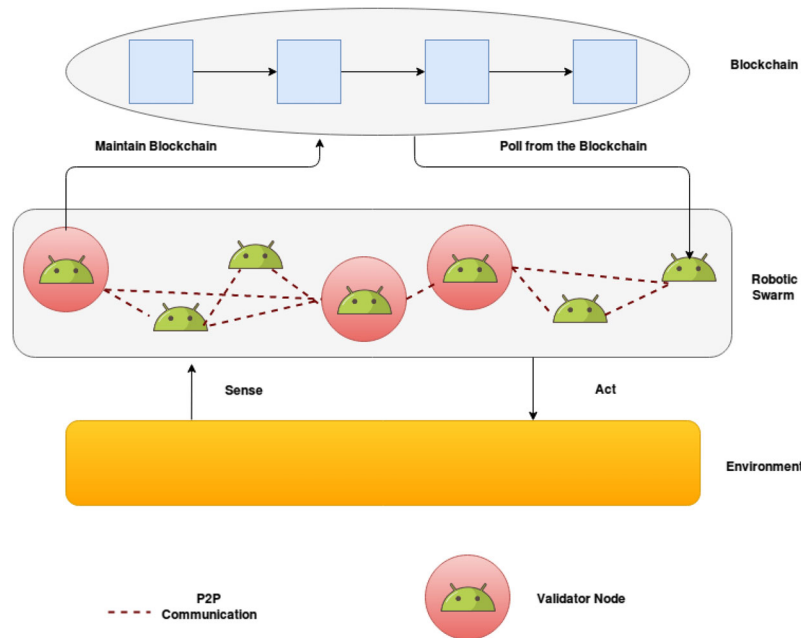 Blockchain
Maintain Blockchain
Poll from the Blockchain
Robotic
Swarm
Sense
Act
Environment
P2P
Communication
Validator Node